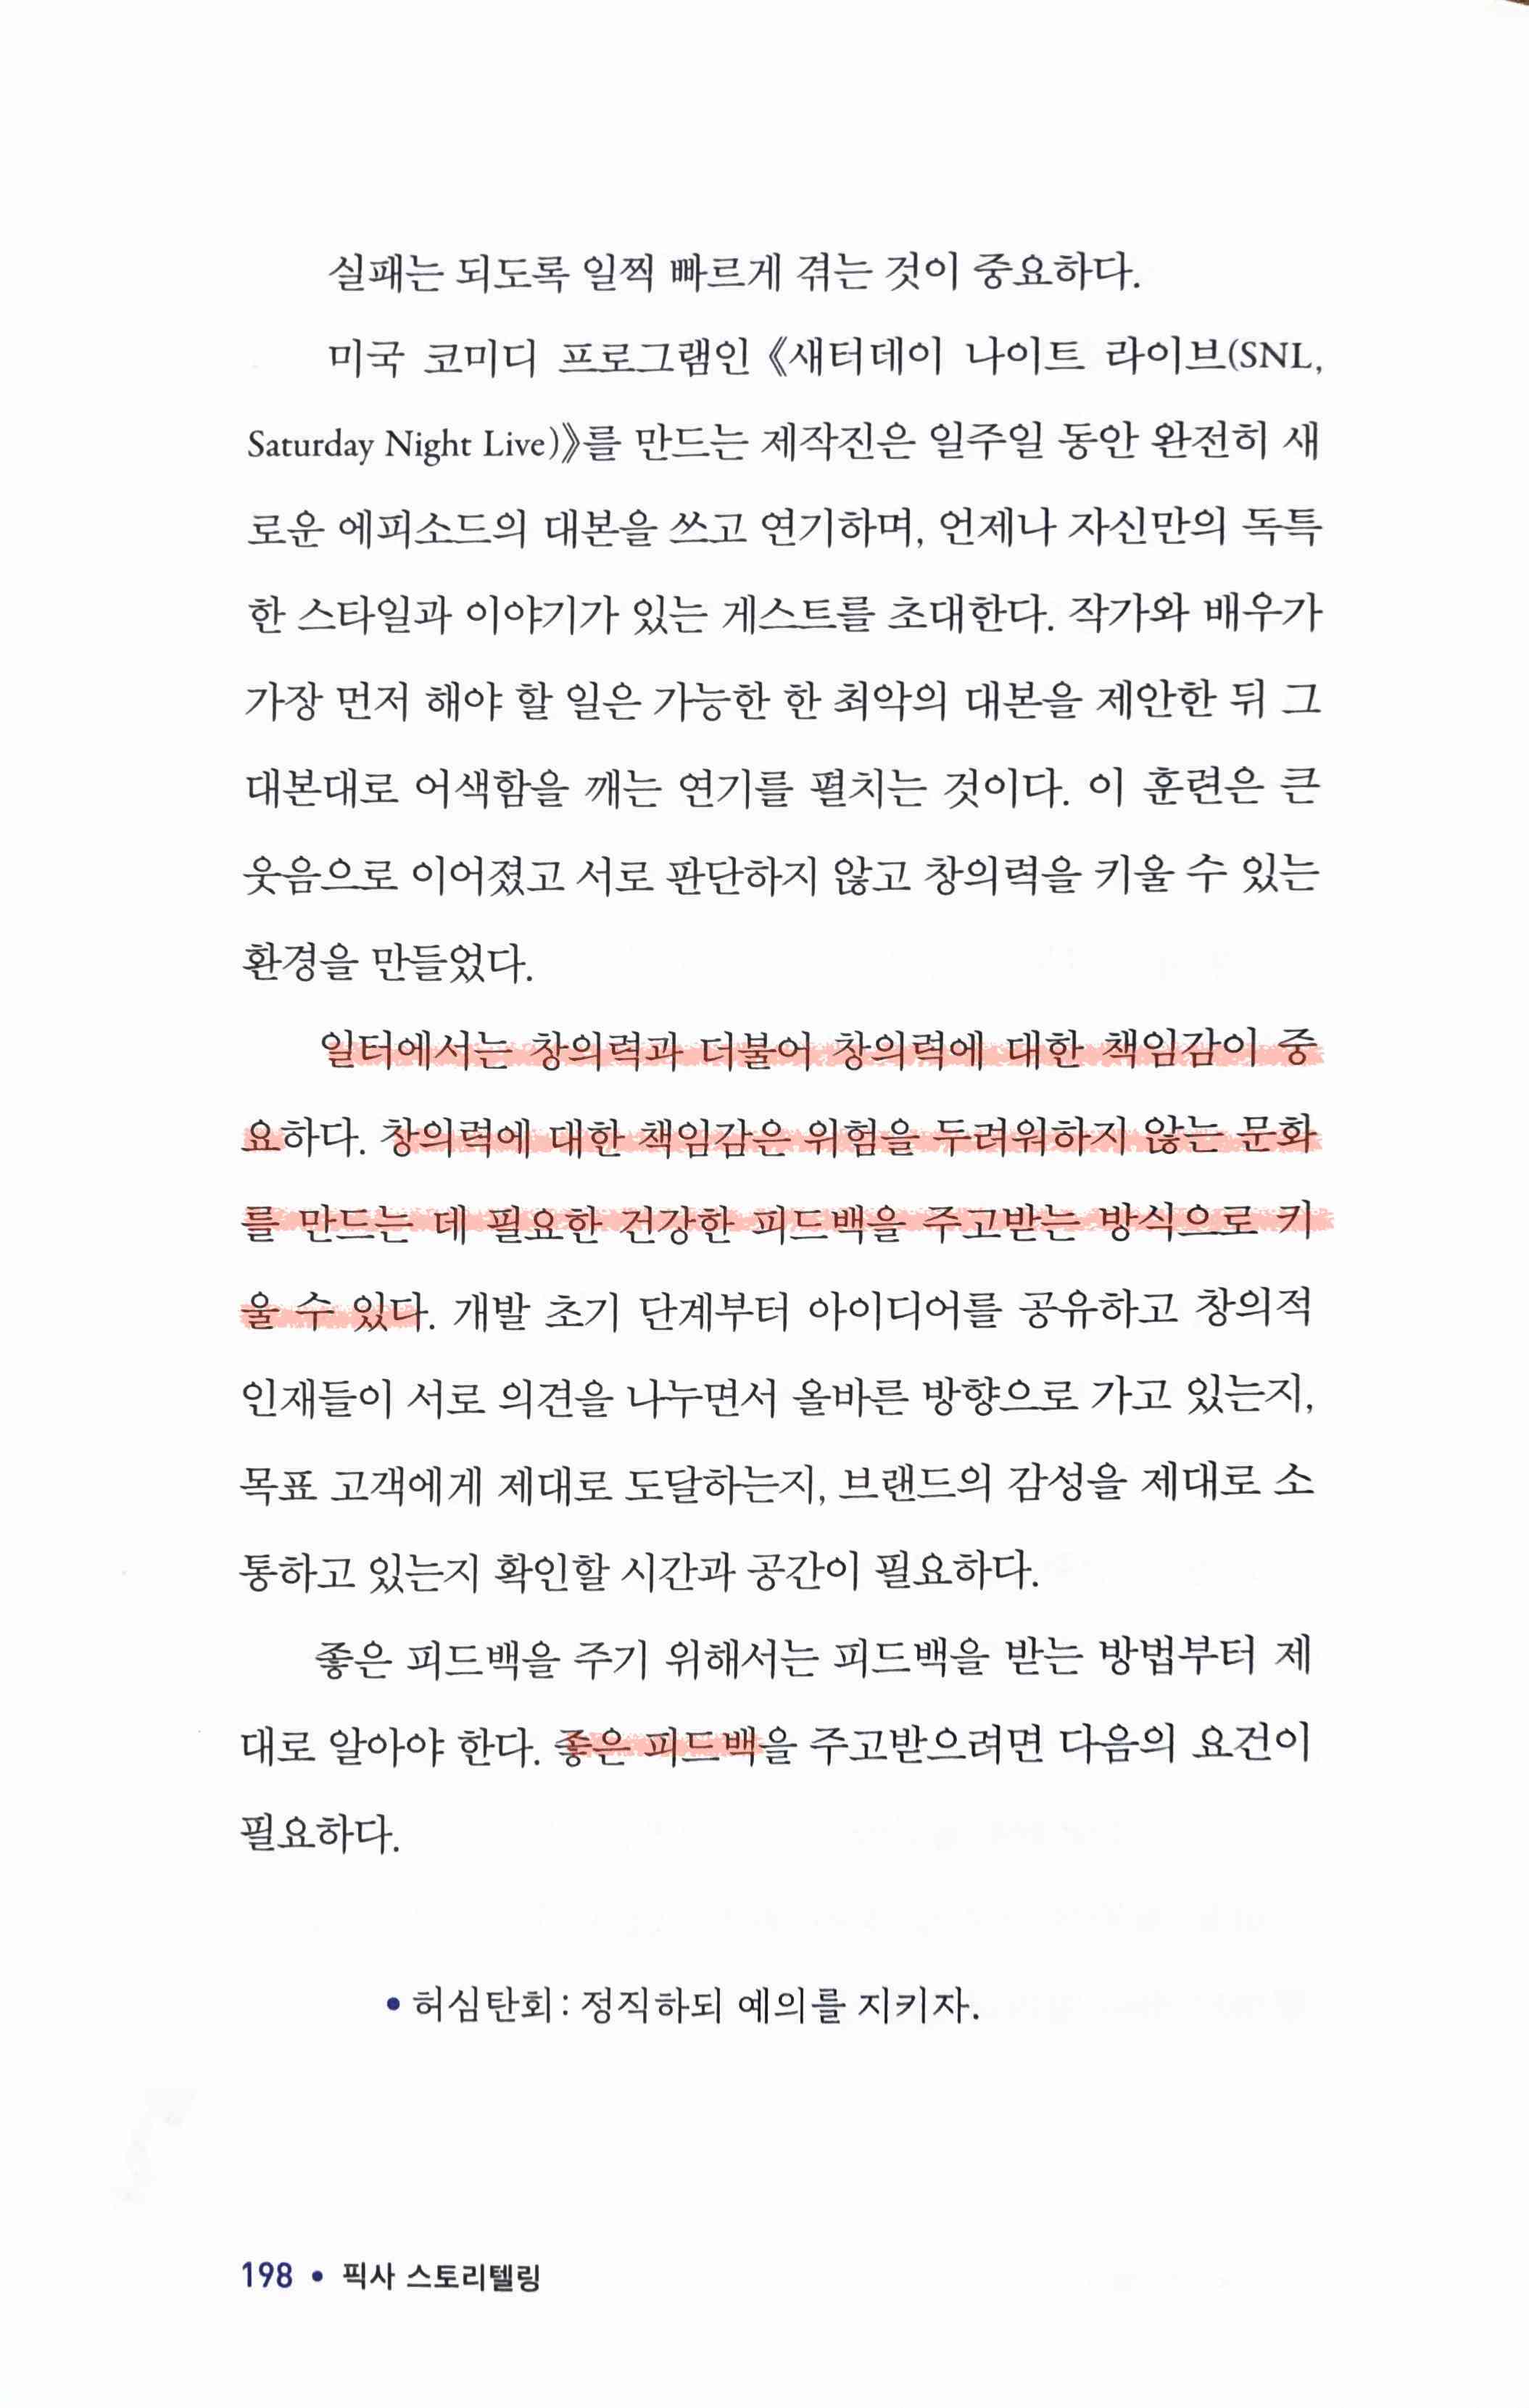 실패는 되도록 일찍 빠르게 겪는 것이 중요하다.
미국 코미디 프로그램인 《새터데이 나이트 라이브(SNL,
Saturday Night Live)》를 만드는 제작진은 일주일 동안 완전히 새
로운 에피소드의 대본을 쓰고 연기하며, 언제나 자신만의 독특
한 스타일과 이야기가 있는 게스트를 초대한다. 작가와 배우가
가장 먼저 해야 할 일은 가능한 한 최악의 대본을 제안한 뒤 그
대본대로 어색함을 깨는 연기를 펼치는 것이다. 이 훈련은 큰
웃음으로 이어졌고 서로 판단하지 않고 창의력을 키울 수 있는
환경을 만들었다.
일터에서는 창의력과 더불어 창의력에 대한 책임감이 중
요하다. 창의력에 대한 책임감은 위험을 두려워하지 않는 문화
를 만드는 데 필요한 건강한 피드백을 주고받는 방식으로 키
울 수 있다. 개발 초기 단계부터 아이디어를 공유하고 창의적
인재들이 서로 의견을 나누면서 올바른 방향으로 가고 있는지,
목표 고객에게 제대로 도달하는지, 브랜드의 감성을 제대로 소
통하고 있는지 확인할 시간과 공간이 필요하다.
좋은 피드백을 주기 위해서는 피드백을 받는 방법부터 제
대로 알아야 한다. 좋은 피드백을 주고받으려면 다음의 요건이
필요하다.
• 허심탄회: 정직하되 예의를 지키자.
198 • 픽사 스토리텔링